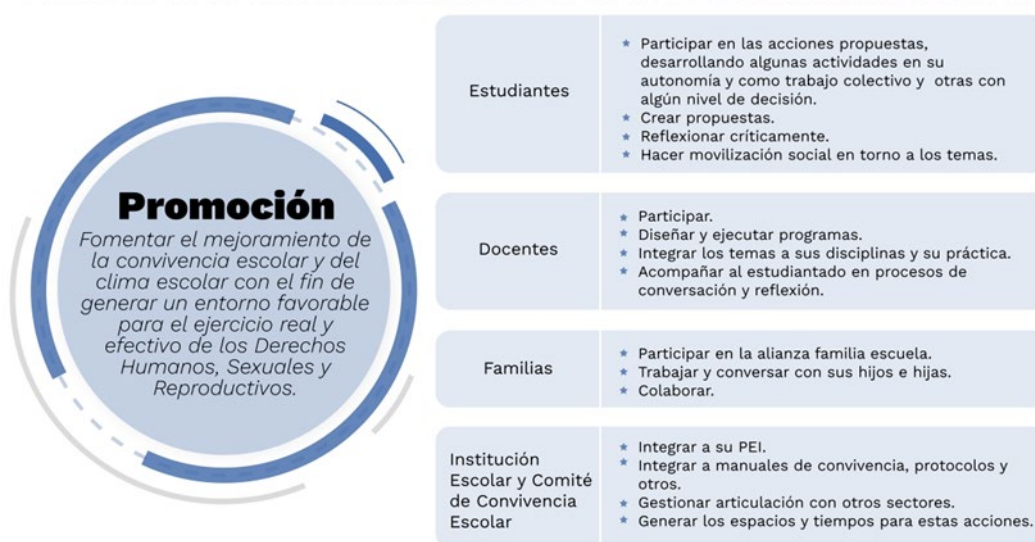 Promoción
Fomentar el mejoramiento de
la convivencia escolar y del
clima escolar con el fin de
generar un entorno favorable
para el ejercicio real y
efectivo de los Derechos
Humanos, Sexuales y
Reproductivos.
Estudiantes
Participar en las acciones propuestas,
desarrollando algunas actividades en su
autonomía y como trabajo colectivo y otras con
algún nivel de decisión.
Crear propuestas.
Reflexionar críticamente.
Hacer movilización social en torno a los temas.
Docentes
Participar.
Diseñar y ejecutar programas.
Integrar los temas a sus disciplinas y su práctica.
Acompañar al estudiantado en procesos de
conversación y reflexión.
Familias
Participar en la alianza familia escuela.
Trabajar y conversar con sus hijos e hijas.
Colaborar.
Institución
Escolar y Comité
de Convivencia
Escolar
Integrar a su PEI.
Integrar a manuales de convivencia, protocolos y
otros.
Gestionar articulación con otros sectores.
Generar los espacios y tiempos para estas acciones.